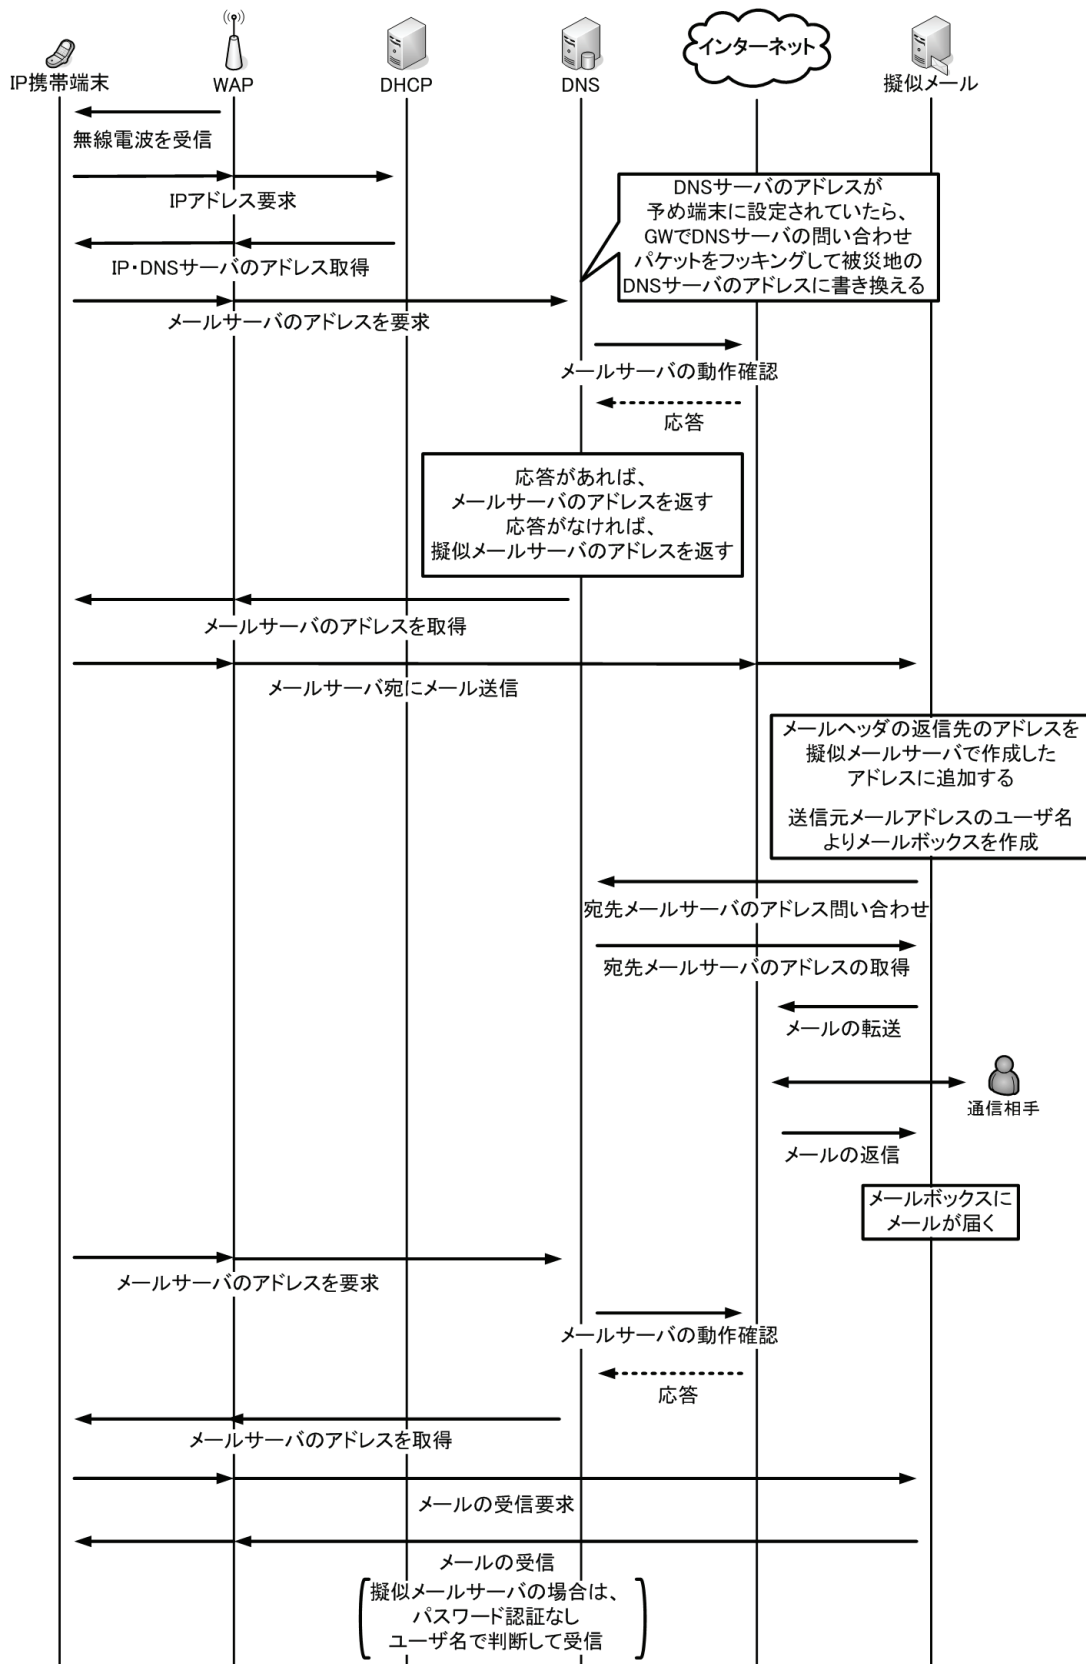 IP携帯端末
WAP
DHCP
DNS
インターネット
擬似メール
無線電波を受信
IPアドレス要求
DNSサーバのアドレスが
予め端末に設定されていたら、
GWでDNSサーバの問い合わせ
パケットをフッキングして被災地の
DNSサーバのアドレスに書き換える
IP・DNSサーバのアドレス取得
メールサーバのアドレスを要求
メールサーバの動作確認
応答
応答があれば、
メールサーバのアドレスを返す
応答がなければ、
擬似メールサーバのアドレスを返す
メールサーバのアドレスを取得
メールサーバ宛にメール送信
メールヘッダの返信先のアドレスを
擬似メールサーバで作成した
アドレスに追加する
送信元メールアドレスのユーザ名
よりメールボックスを作成
宛先メールサーバのアドレス問い合わせ
宛先メールサーバのアドレスの取得
メールの転送
通信相手
メールの返信
メールボックスに
メールが届く
メールサーバのアドレスを要求
メールサーバの動作確認
応答
メールサーバのアドレスを取得
メールの受信要求
メールの受信
擬似メールサーバの場合は、
パスワード認証なし
ユーザ名で判断して受信